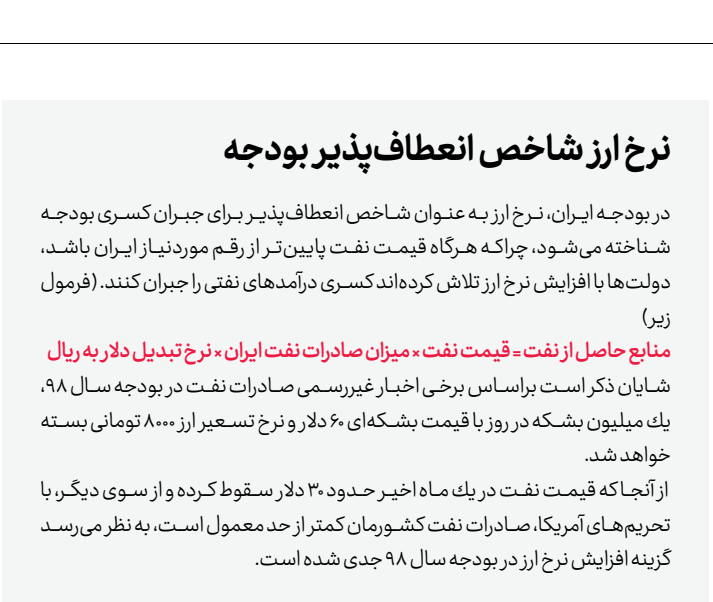 نرخ ارز شاخص انعطاف‌پذیر بودجه
در بودجه ایران، نرخ ارز به عنوان شاخص انعطاف‌پذیر برای جبران کسری بودجه
شناخته می‌شود، چراکه هرگاه قیمت نفت پایین‌تر از رقم موردنیاز ایران باشد،
دولت‌ها با افزایش نرخ ارز تلاش کرده‌اند کسری درآمدهای نفتی را جبران کنند. (فرمول
زیر)
منابع حاصل از نفت = قیمت نفت × میزان صادرات نفت ایران × نرخ تبدیل دلار به ریال
شایان ذکر است براساس برخی اخبار غیررسمی صادرات نفت در بودجه سال ۹۸،
یك میلیون بشکه در روز با قیمت بشکه‌ای ۶۰ دلار و نرخ تسعیر ارز ۸۰۰۰ تومانی بسته
خواهد شد.
از آنجاکه قیمت نفت در یك ماه اخیر حدود ۳۰ دلار سقوط کرده و از سوی دیگر، با
تحریم‌های آمریکا، صادرات نفت کشورمان کمتر از حد معمول است، به نظر می‌رسد
گزینه افزایش نرخ ارز در بودجه سال ۹۸ جدی شده است.